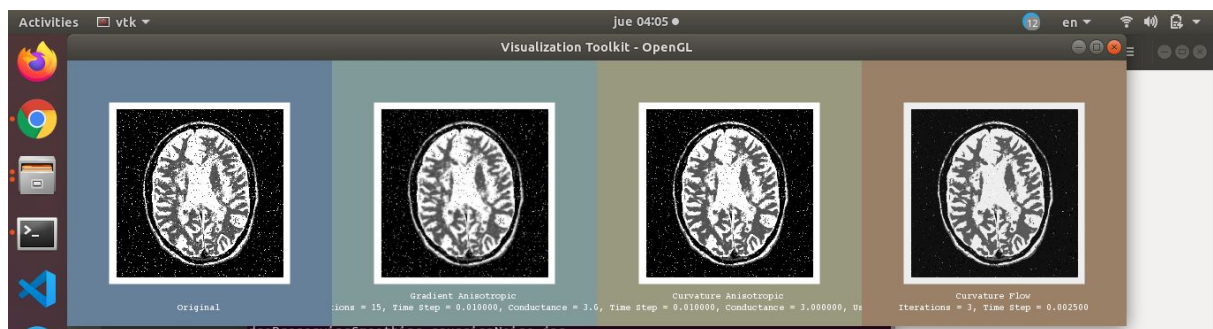 Activities vtk jue 04:05 12 en
Visualization Toolkit - OpenGL
Original
Gradient Anisotropic
tions = 15, Time Step = 0.010000, Conductance = 3.0
Curvature Anisotropic
, Time Step = 0.010000, Conductance = 3.000000, Us
Curvature Flow
Iterations = 3, Time Step = 0.002500